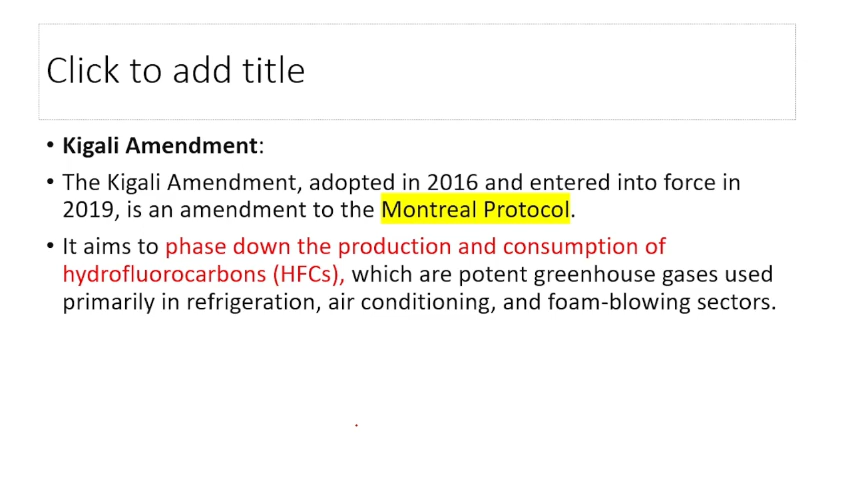 Click to add title
• Kigali Amendment:
• The Kigali Amendment, adopted in 2016 and entered into force in
2019, is an amendment to the Montreal Protocol.
• It aims to phase down the production and consumption of
hydrofluorocarbons (HFCs), which are potent greenhouse gases used
primarily in refrigeration, air conditioning, and foam-blowing sectors.